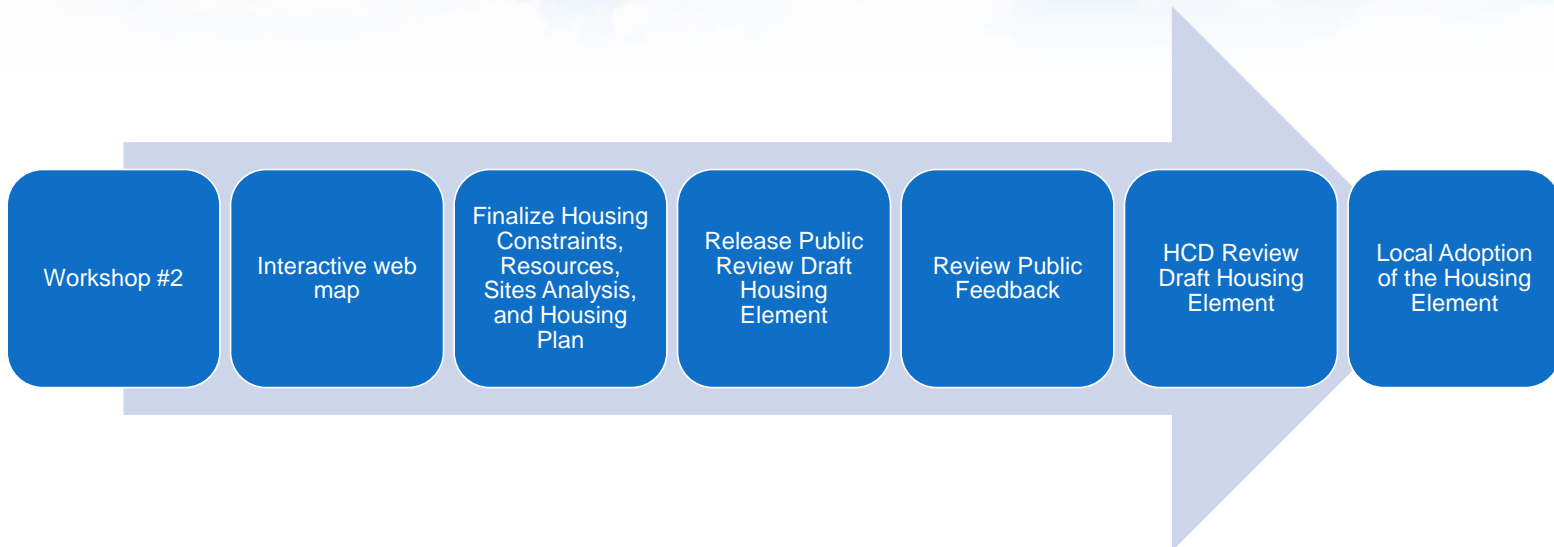 Workshop #2
Interactive web
map
Finalize Housing
Constraints,
Resources,
Sites Analysis,
and Housing
Plan
Release Public
Review Draft
Housing
Element
Review Public
Feedback
HCD Review
Draft Housing
Element
Local Adoption
of the Housing
Element